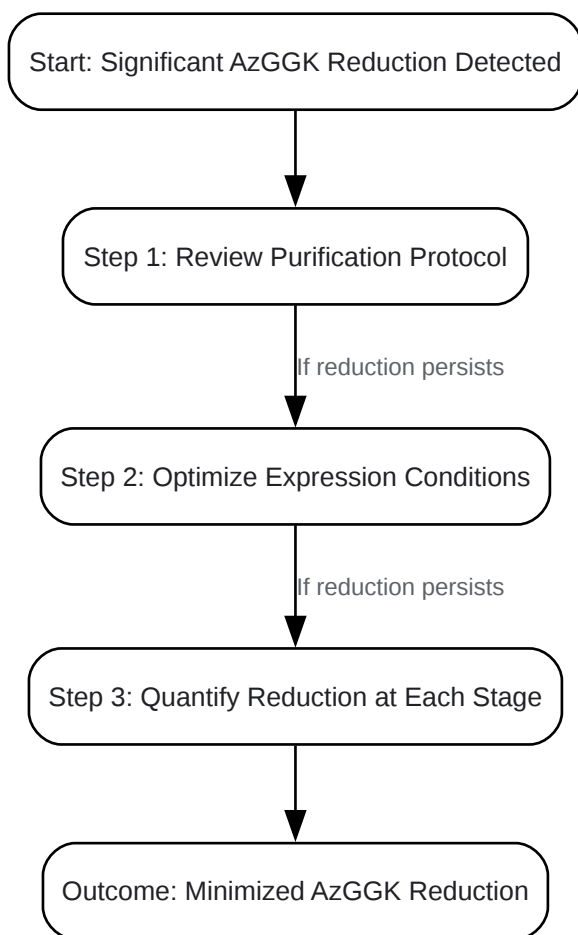 Start: Significant AzGGK Reduction Detected
Step 1: Review Purification Protocol
If reduction persists
Step 2: Optimize Expression Conditions
If reduction persists
Step 3: Quantify Reduction at Each Stage
Outcome: Minimized AzGGK Reduction